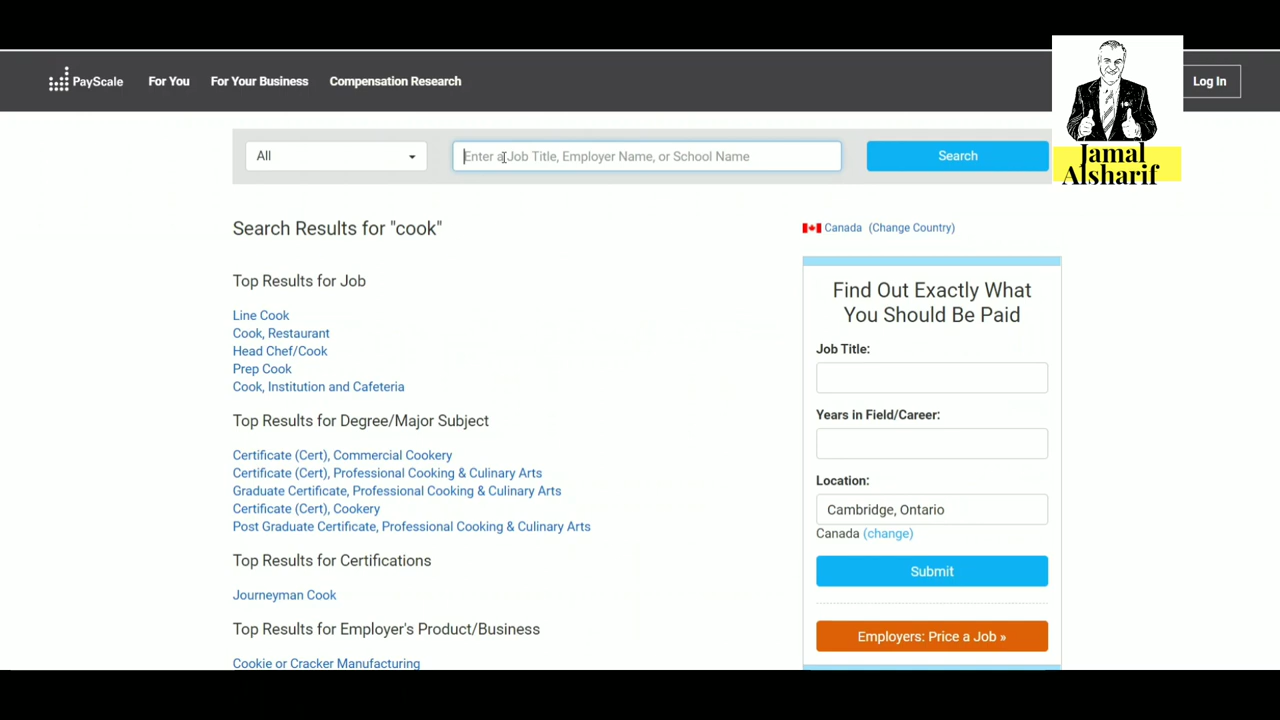 PayScale
For You
For Your Business
Compensation Research
Log In
Jamal
Alsharif
All
Enter a Job Title, Employer Name, or School Name
Search
Search Results for "cook"
Top Results for Job
Line Cook
Cook, Restaurant
Head Chef/Cook
Prep Cook
Cook, Institution and Cafeteria
Top Results for Degree/Major Subject
Certificate (Cert), Commercial Cookery
Certificate (Cert), Professional Cooking & Culinary Arts
Graduate Certificate, Professional Cooking & Culinary Arts
Certificate (Cert), Cookery
Post Graduate Certificate, Professional Cooking & Culinary Arts
Top Results for Certifications
Journeyman Cook
Top Results for Employer's Product/Business
Cookie or Cracker Manufacturing
Canada (Change Country)
Find Out Exactly What
You Should Be Paid
Job Title:
Years in Field/Career:
Location:
Cambridge, Ontario
Canada (change)
Submit
Employers: Price a Job »